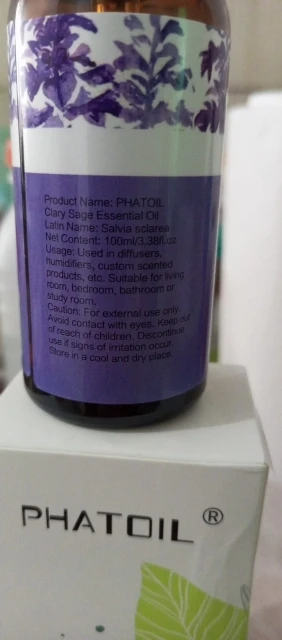 Product Name: PHATOIL
Clary Sage Essential Oil
Latin Name: Salvia sclarea
Net Content: 100ml/3.38fl.oz
Usage: Used in diffusers,
humidifiers, custom scented
products, etc. Suitable for living
room, bedroom, bathroom or
study room.
Caution: For external use only.
Avoid contact with eyes. Keep out
of reach of children. Discontinue
use if signs of irritation occur.
Store in a cool and dry place.
PHATOIL ®